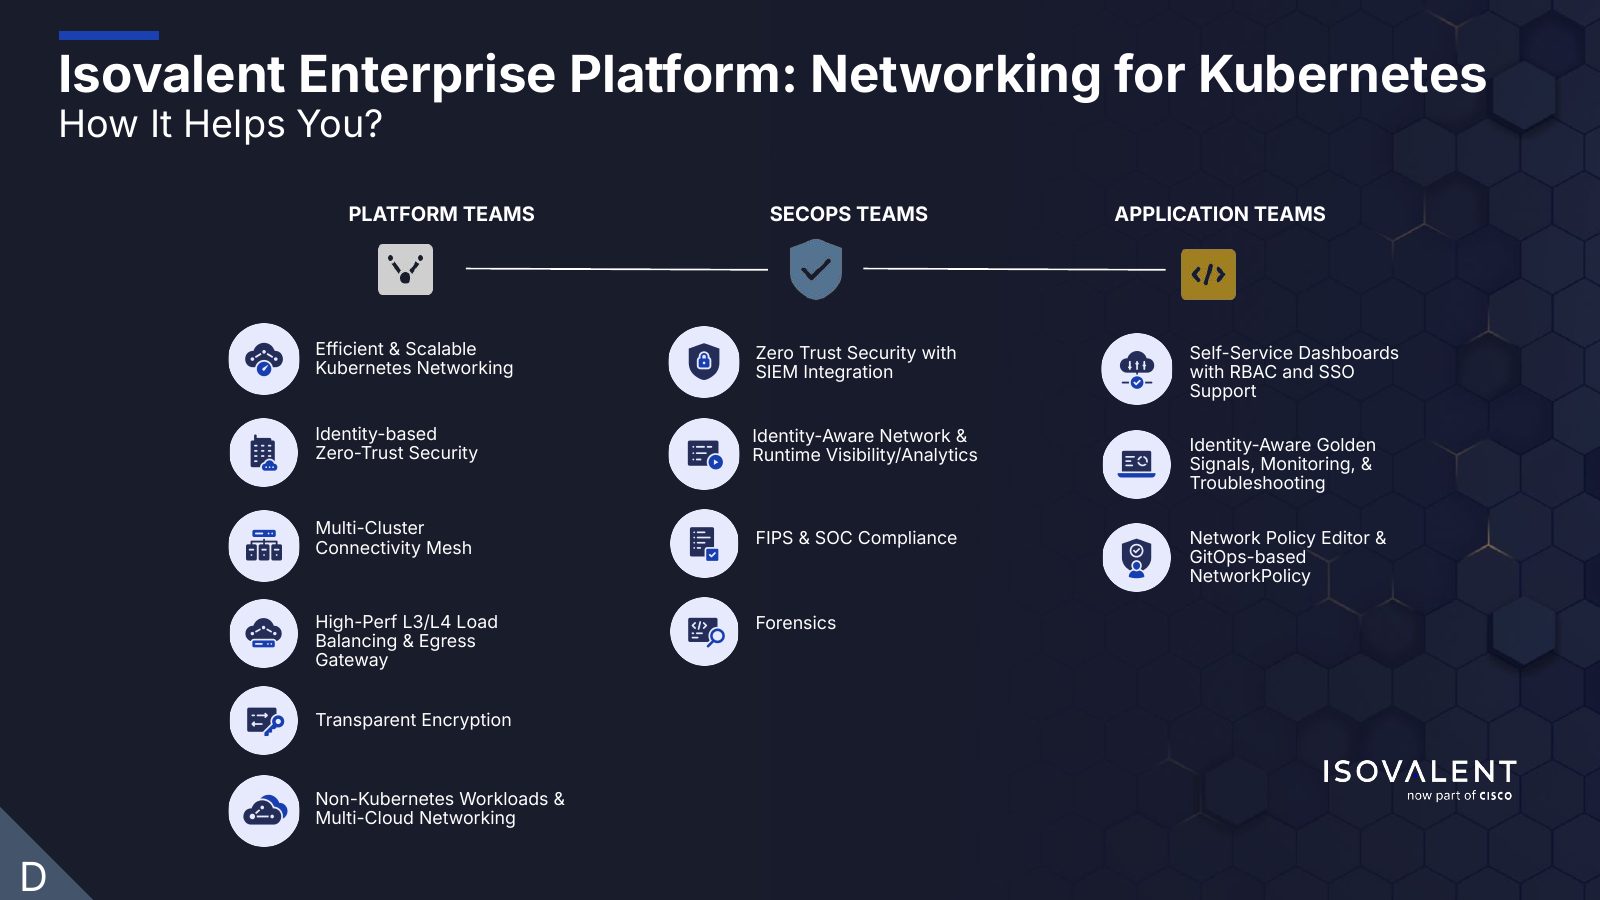 Isovalent Enterprise Platform: Networking for Kubernetes
How It Helps You?
PLATFORM TEAMS
Efficient & Scalable
Kubernetes Networking
Identity-based
Zero-Trust Security
Multi-Cluster
Connectivity Mesh
High-Perf L3/L4 Load
Balancing & Egress
Gateway
Transparent Encryption
Non-Kubernetes Workloads &
Multi-Cloud Networking
SECOPS TEAMS
Zero Trust Security with
SIEM Integration
Identity-Aware Network &
Runtime Visibility/Analytics
FIPS & SOC Compliance
Forensics
APPLICATION TEAMS
</>
Self-Service Dashboards
with RBAC and SSO
Support
Identity-Aware Golden
Signals, Monitoring, &
Troubleshooting
Network Policy Editor &
GitOps-based
NetworkPolicy
ISOVALENT
now part of CISCO
D